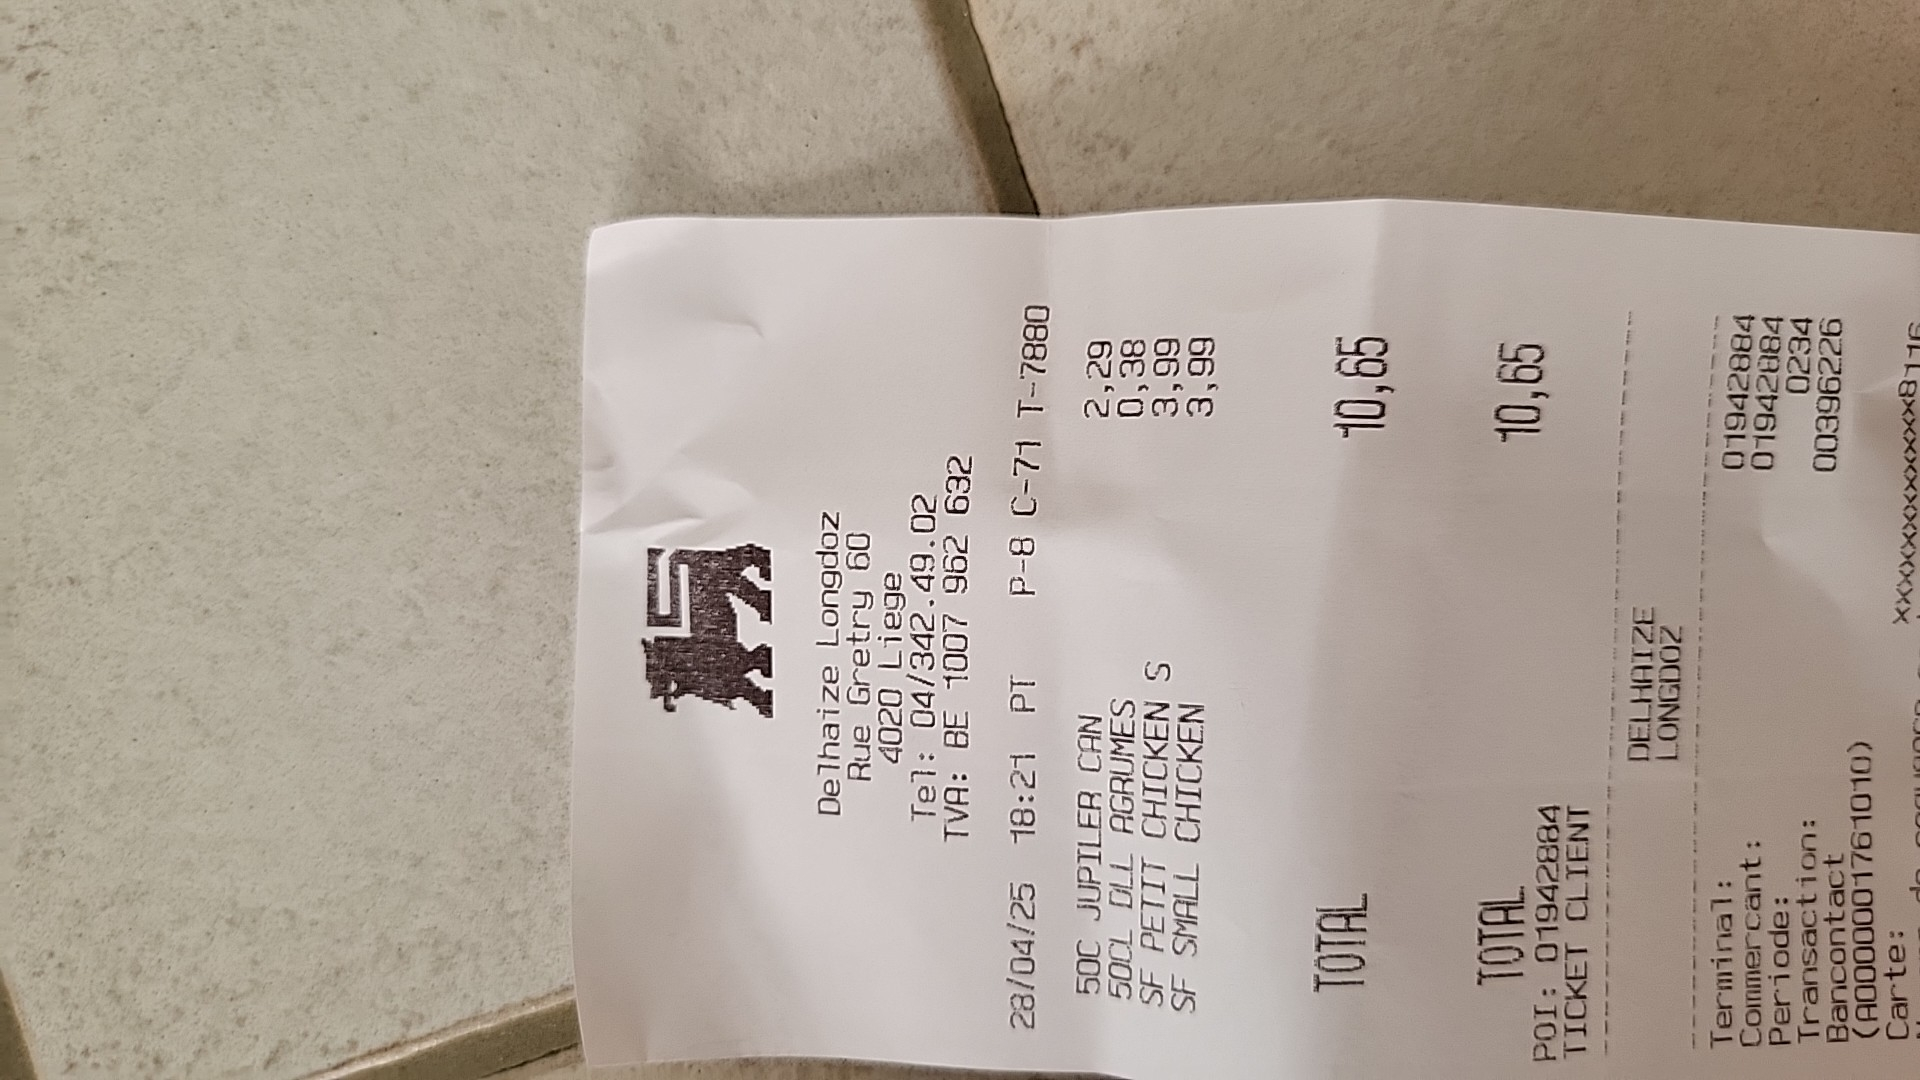 Delhaize Longdoz
Rue Gretry 60
4020 Liege
Tel: 04/342.49.02
TVA: BE 1007 962 632
28/04/25 18:21 PT P-8 C-71 T-7880
50C JUPILER CAN 2,29
50CL DLL AGRUMES 0,38
SF PETIT CHICKEN S 3,99
SF SMALL CHICKEN 3,99
TOTAL 10,65
TOTAL 10,65
POI: 01942884
TICKET CLIENT
DELHAIZE
LONGDOZ
Terminal: 01942884
Commercant: 01942884
Periode: 0234
Transaction: 00396226
Bancontact
(A0000001761010)
Carte: xxxxxxxxxxxxx8116